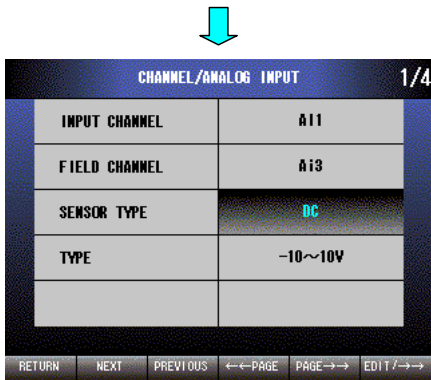 CHANNEL/ANALOG INPUT 1/4
INPUT CHANNEL AI1
FIELD CHANNEL Ai3
SENSOR TYPE DC
TYPE -10～10V
RETURN NEXT PREVIOUS ←←PAGE PAGE→→ EDIT/→→